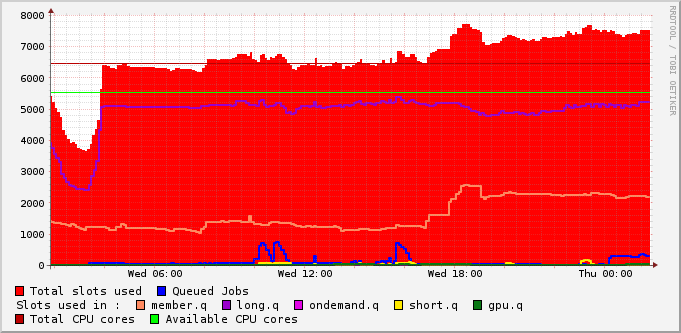 8000
7000
6000
5000
4000
3000
2000
1000
0
Wed 06:00 Wed 12:00 Wed 18:00 Thu 00:00
RRDTOOL / TOBI OETIKER
Total slots used Queued Jobs
Slots used in : member.q long.q ondemand.q short.q gpu.q
Total CPU cores Available CPU cores